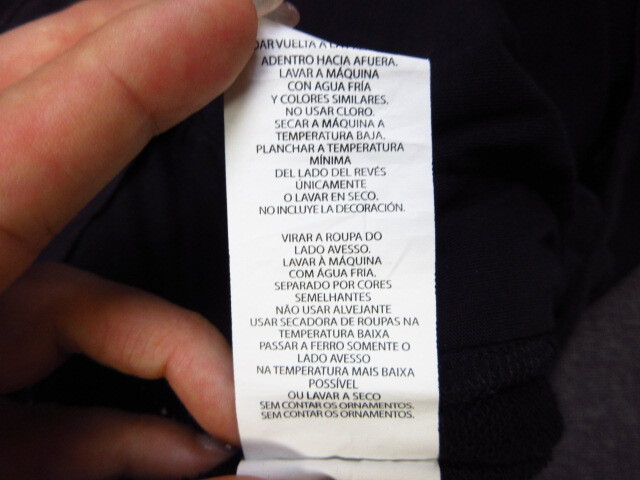 DAR VUELTA A LA
ADENTRO HACIA AFUERA.
LAVAR A MÁQUINA
CON AGUA FRÍA
Y COLORES SIMILARES.
NO USAR CLORO.
SECAR A MÁQUINA A
TEMPERATURA BAJA.
PLANCHAR A TEMPERATURA
MÍNIMA
DEL LADO DEL REVÉS
ÚNICAMENTE
O LAVAR EN SECO.
NO INCLUYE LA DECORACIÓN.
VIRAR A ROUPA DO
LADO AVESSO.
LAVAR À MÁQUINA
COM ÁGUA FRIA.
SEPARADO POR CORES
SEMELHANTES
NÃO USAR ALVEJANTE
USAR SECADORA DE ROUPAS NA
TEMPERATURA BAIXA
PASSAR A FERRO SOMENTE O
LADO AVESSO
NA TEMPERATURA MAIS BAIXA
POSSÍVEL
OU LAVAR A SECO
SEM CONTAR OS ORNAMENTOS.
SEM CONTAR OS ORNAMENTOS.